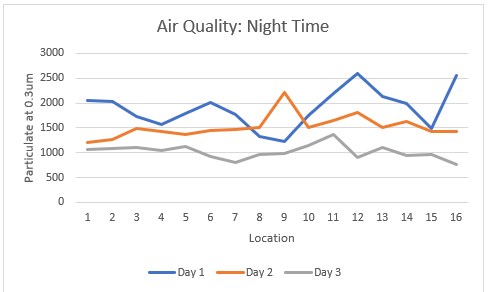 Air Quality: Night Time
Particulate at 0.3um
3000
2500
2000
1500
1000
500
0
1 2 3 4 5 6 7 8 9 10 11 12 13 14 15 16
Location
Day 1 Day 2 Day 3